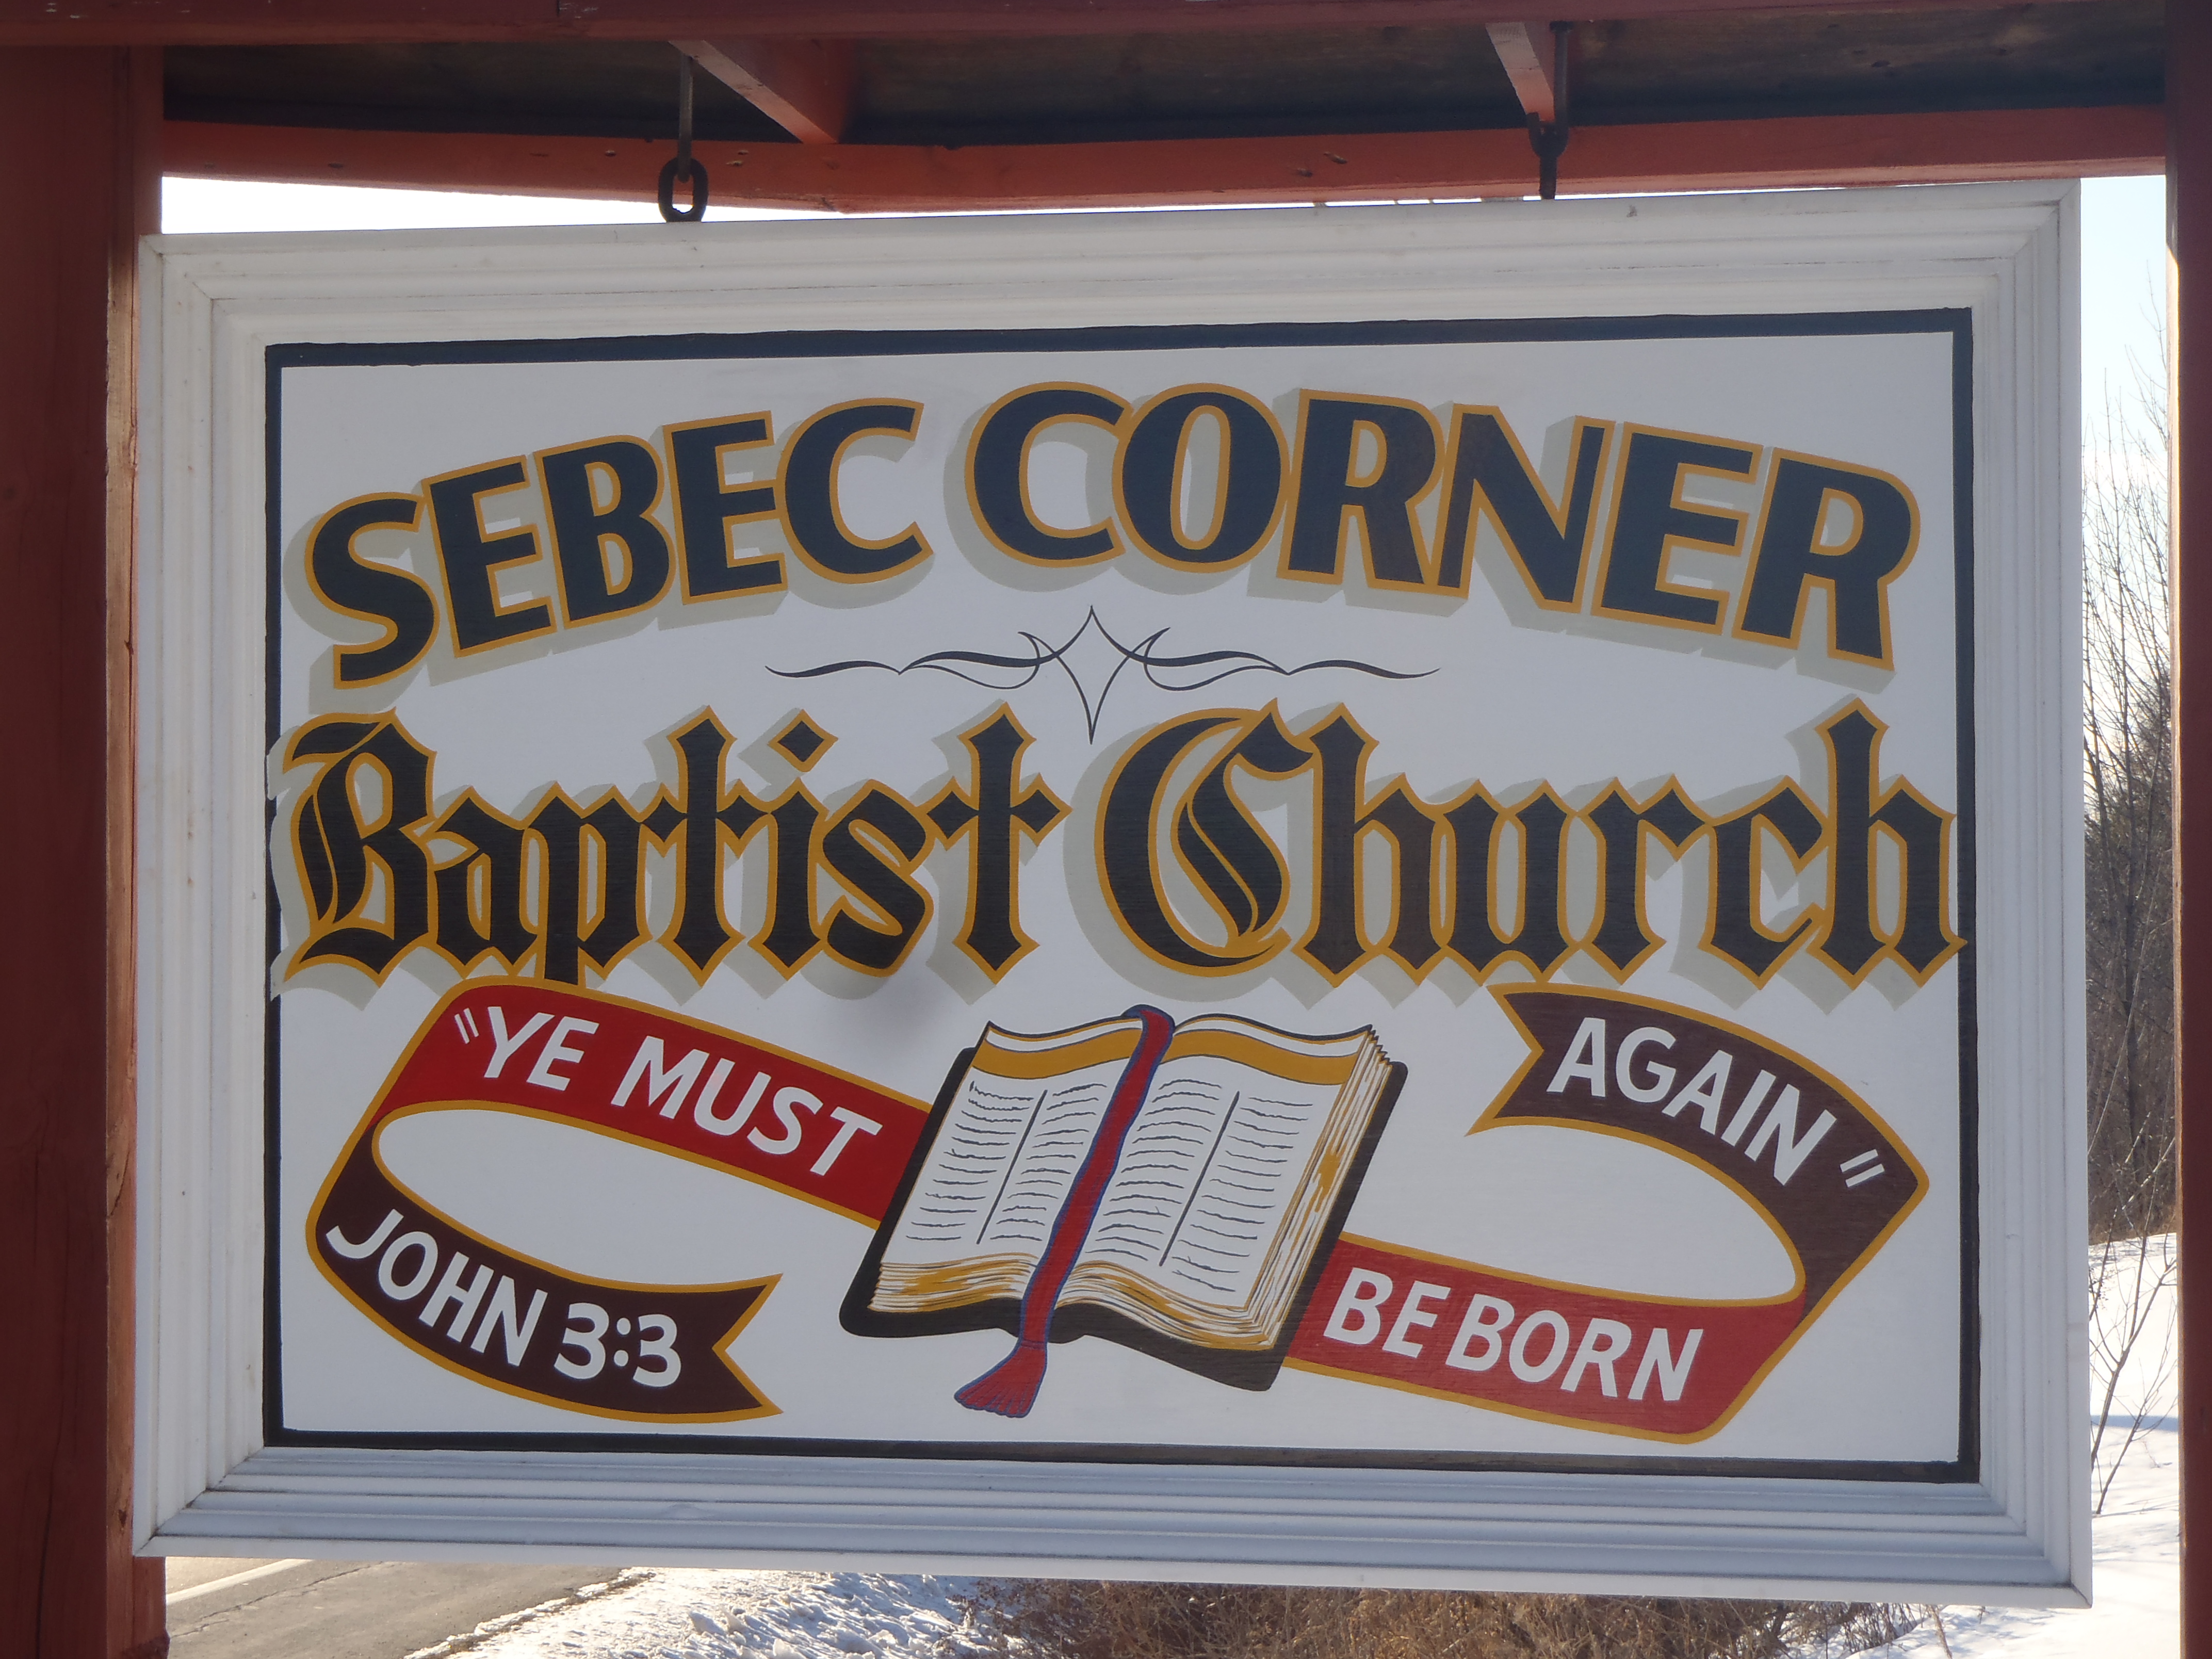 SEBEC CORNER
Baptist Church
"YE MUST
BE BORN
AGAIN"
JOHN 3:3